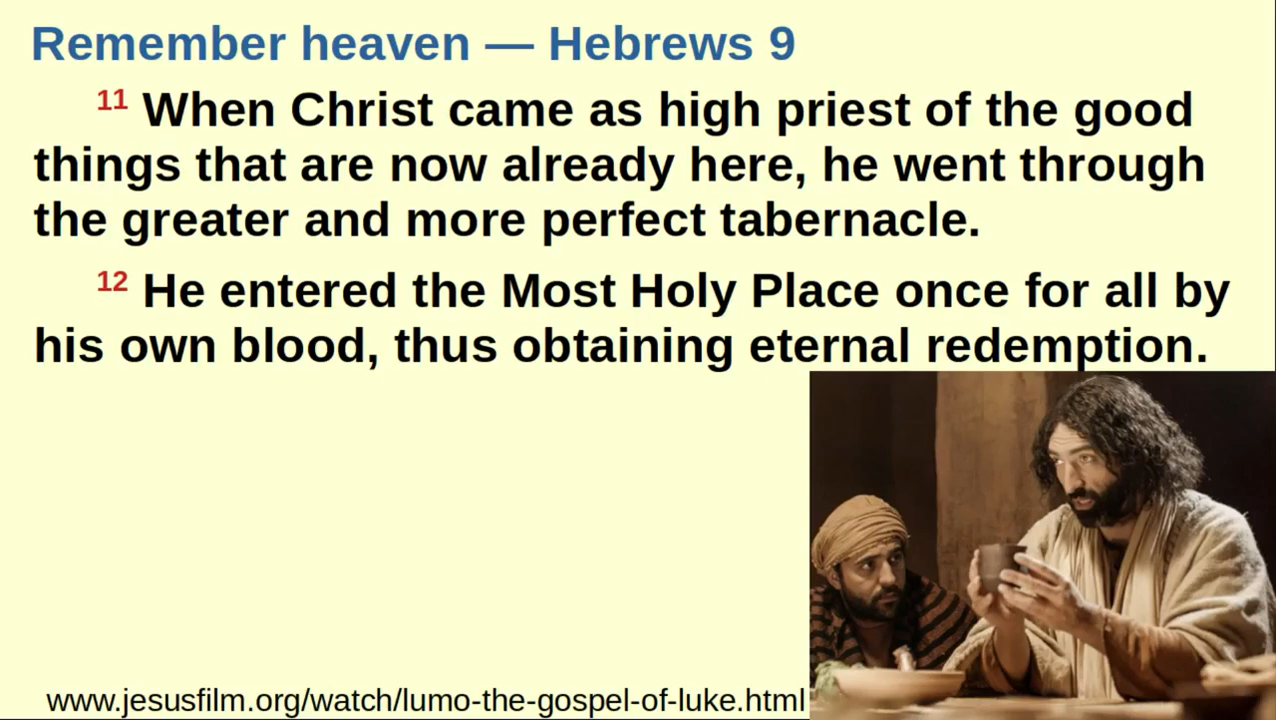 Remember heaven — Hebrews 9
11 When Christ came as high priest of the good
things that are now already here, he went through
the greater and more perfect tabernacle.
12 He entered the Most Holy Place once for all by
his own blood, thus obtaining eternal redemption.
www.jesusfilm.org/watch/lumo-the-gospel-of-luke.html